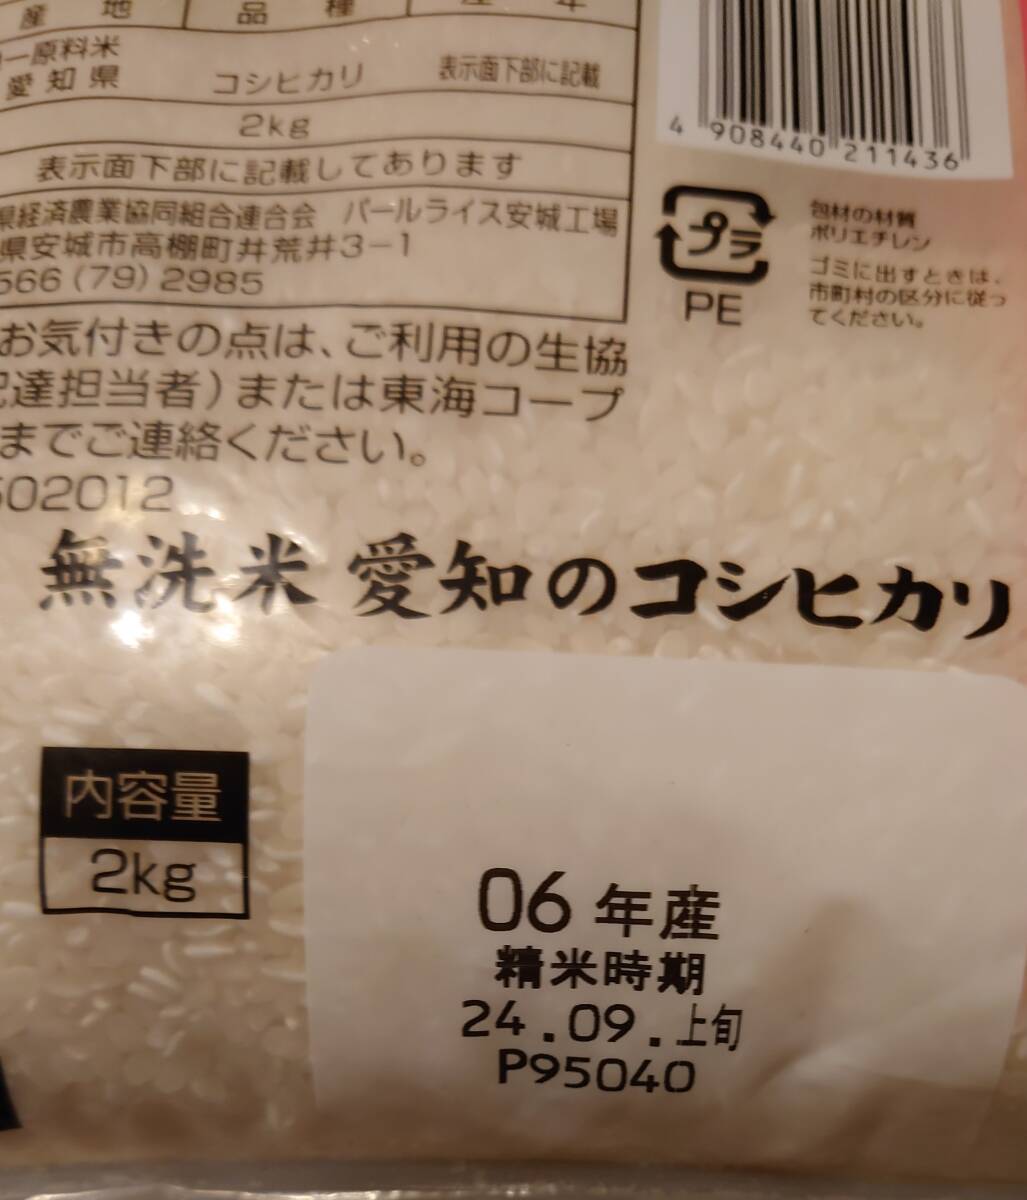 産 地 品 種 産 年
一原料米
愛知県 コシヒカリ 表示面下部に記載
2kg
表示面下部に記載してあります
県経済農業協同組合連合会 パールライス安城工場
県安城市高棚町井荒井3-1
566(79)2985
お気付きの点は、ご利用の生協
配達担当者)または東海コープ
までご連絡ください。
502012
4 908440 211436
プラ
PE
包材の材質
ポリエチレン
ゴミに出すときは、
市町村の区分に従っ
てください。
無洗米 愛知のコシヒカリ
内容量
2kg
06年産
精米時期
24.09.上旬
P95040